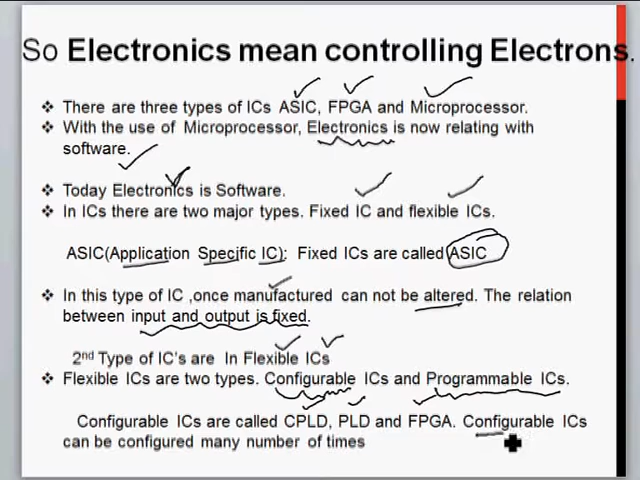 So Electronics mean controlling Electrons.
❖ There are three types of ICs ASIC, FPGA and Microprocessor.
❖ With the use of Microprocessor, Electronics is now relating with
software.
❖ Today Electronics is Software.
❖ In ICs there are two major types. Fixed IC and flexible ICs.
ASIC(Application Specific IC): Fixed ICs are called ASIC
❖ In this type of IC ,once manufactured can not be altered. The relation
between input and output is fixed.
2nd Type of IC's are In Flexible ICs
❖ Flexible ICs are two types. Configurable ICs and Programmable ICs.
Configurable ICs are called CPLD, PLD and FPGA. Configurable ICs
can be configured many number of times